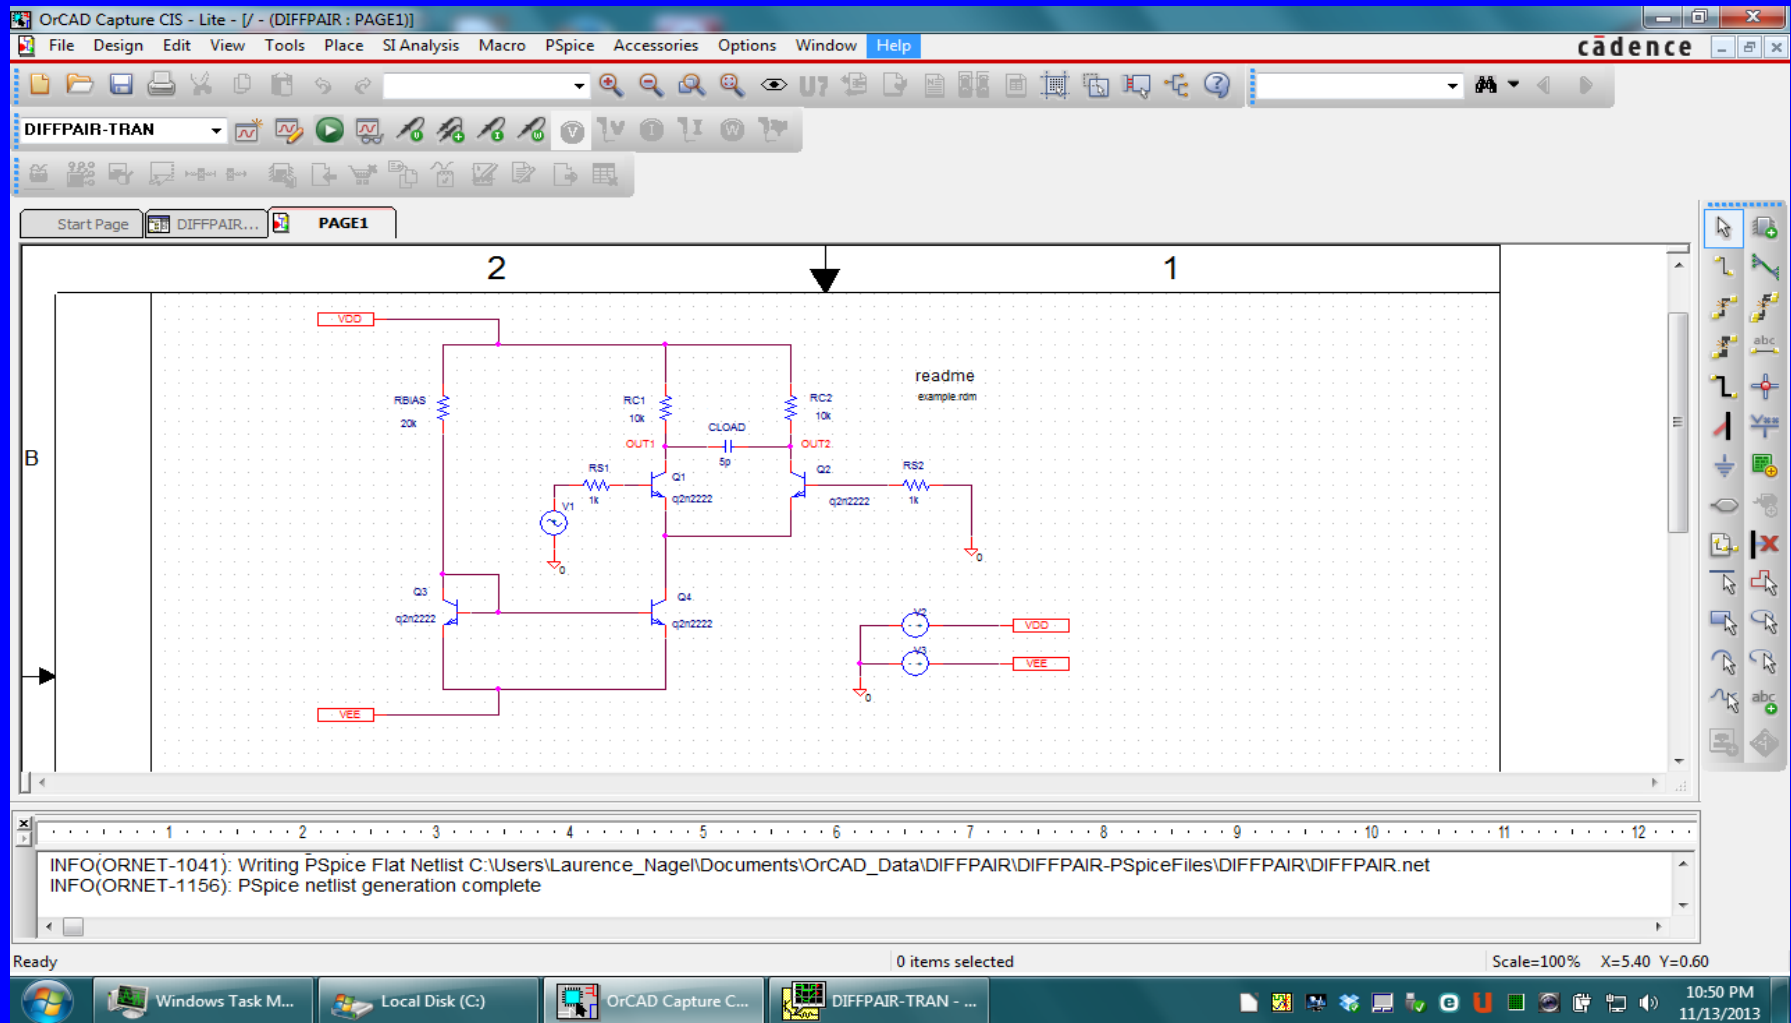 OrCAD Capture CIS - Lite - [/ - (DIFFPAIR : PAGE1)]
File Design Edit View Tools Place SI Analysis Macro PSpice Accessories Options Window Help
cādence
U?
DIFFPAIR-TRAN
V V I I W
Start Page
DIFFPAIR...
PAGE1
2
1
B
VDD
RBIAS
20k
RC1
10k
RC2
10k
readme
example.rdm
CLOAD
5p
OUT1
OUT2
RS1
1k
Q1
q2n2222
Q2
q2n2222
RS2
1k
V1
0
0
Q3
q2n2222
Q4
q2n2222
V2
VDD
V3
VEE
0
VEE
abc
abc
1 2 3 4 5 6 7 8 9 10 11 12
INFO(ORNET-1041): Writing PSpice Flat Netlist C:\Users\Laurence_Nagel\Documents\OrCAD_Data\DIFFPAIR\DIFFPAIR-PSpiceFiles\DIFFPAIR\DIFFPAIR.net
INFO(ORNET-1156): PSpice netlist generation complete
Ready
0 items selected
Scale=100% X=5.40 Y=0.60
Windows Task M...
Local Disk (C:)
OrCAD Capture C...
DIFFPAIR-TRAN - ...
10:50 PM
11/13/2013